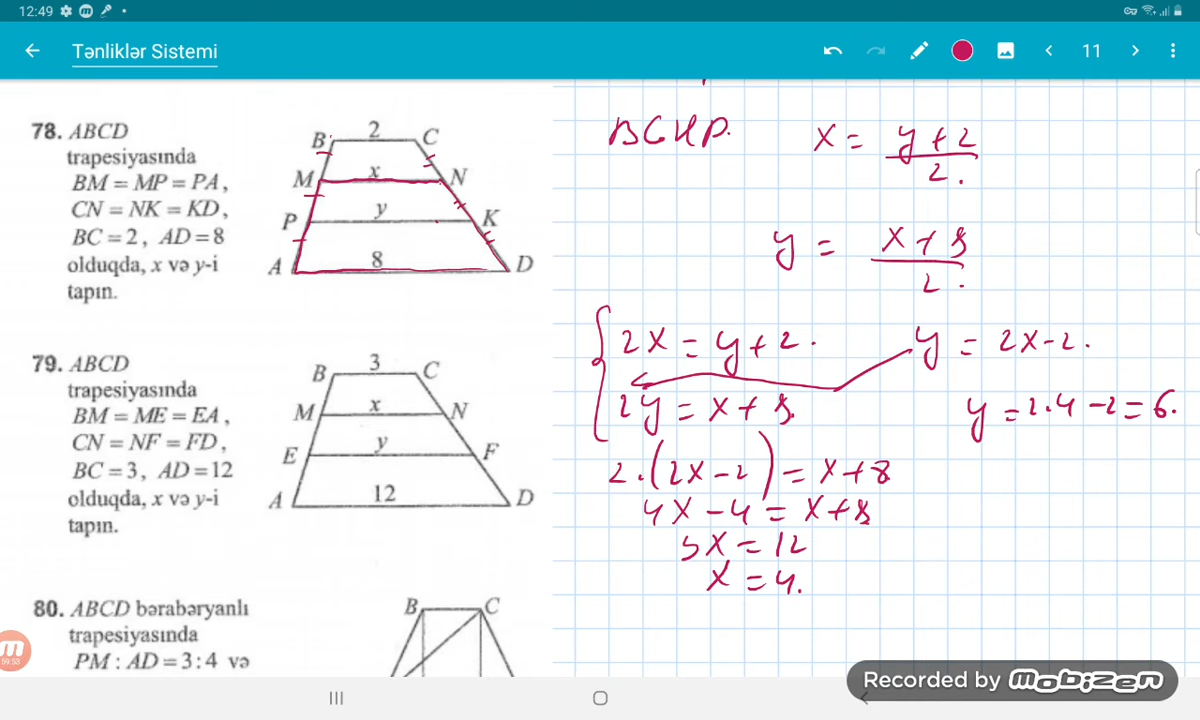 12:49
Tənliklər Sistemi
11
78. ABCD
trapesiyasında
BM = MP = PA,
CN = NK = KD,
BC = 2, AD = 8
olduqda, x və y-i
tapın.
B 2 C
M x N
P y K
A 8 D
79. ABCD
trapesiyasında
BM = ME = EA,
CN = NF = FD,
BC = 3, AD = 12
olduqda, x və y-i
tapın.
B 3 C
M x N
E y F
A 12 D
80. ABCD bərabəryanlı
trapesiyasında
PM : AD = 3:4 və
B C
x = y + 2 / 2.
y = x + 8 / 2.
2x = y + 2.
y = 2x - 2.
2y = x + 8.
y = 2·4 - 2 = 6.
2·(2x - 2) = x + 8
4x - 4 = x + 8
3x = 12
x = 4.
59:53
Recorded by mobizen